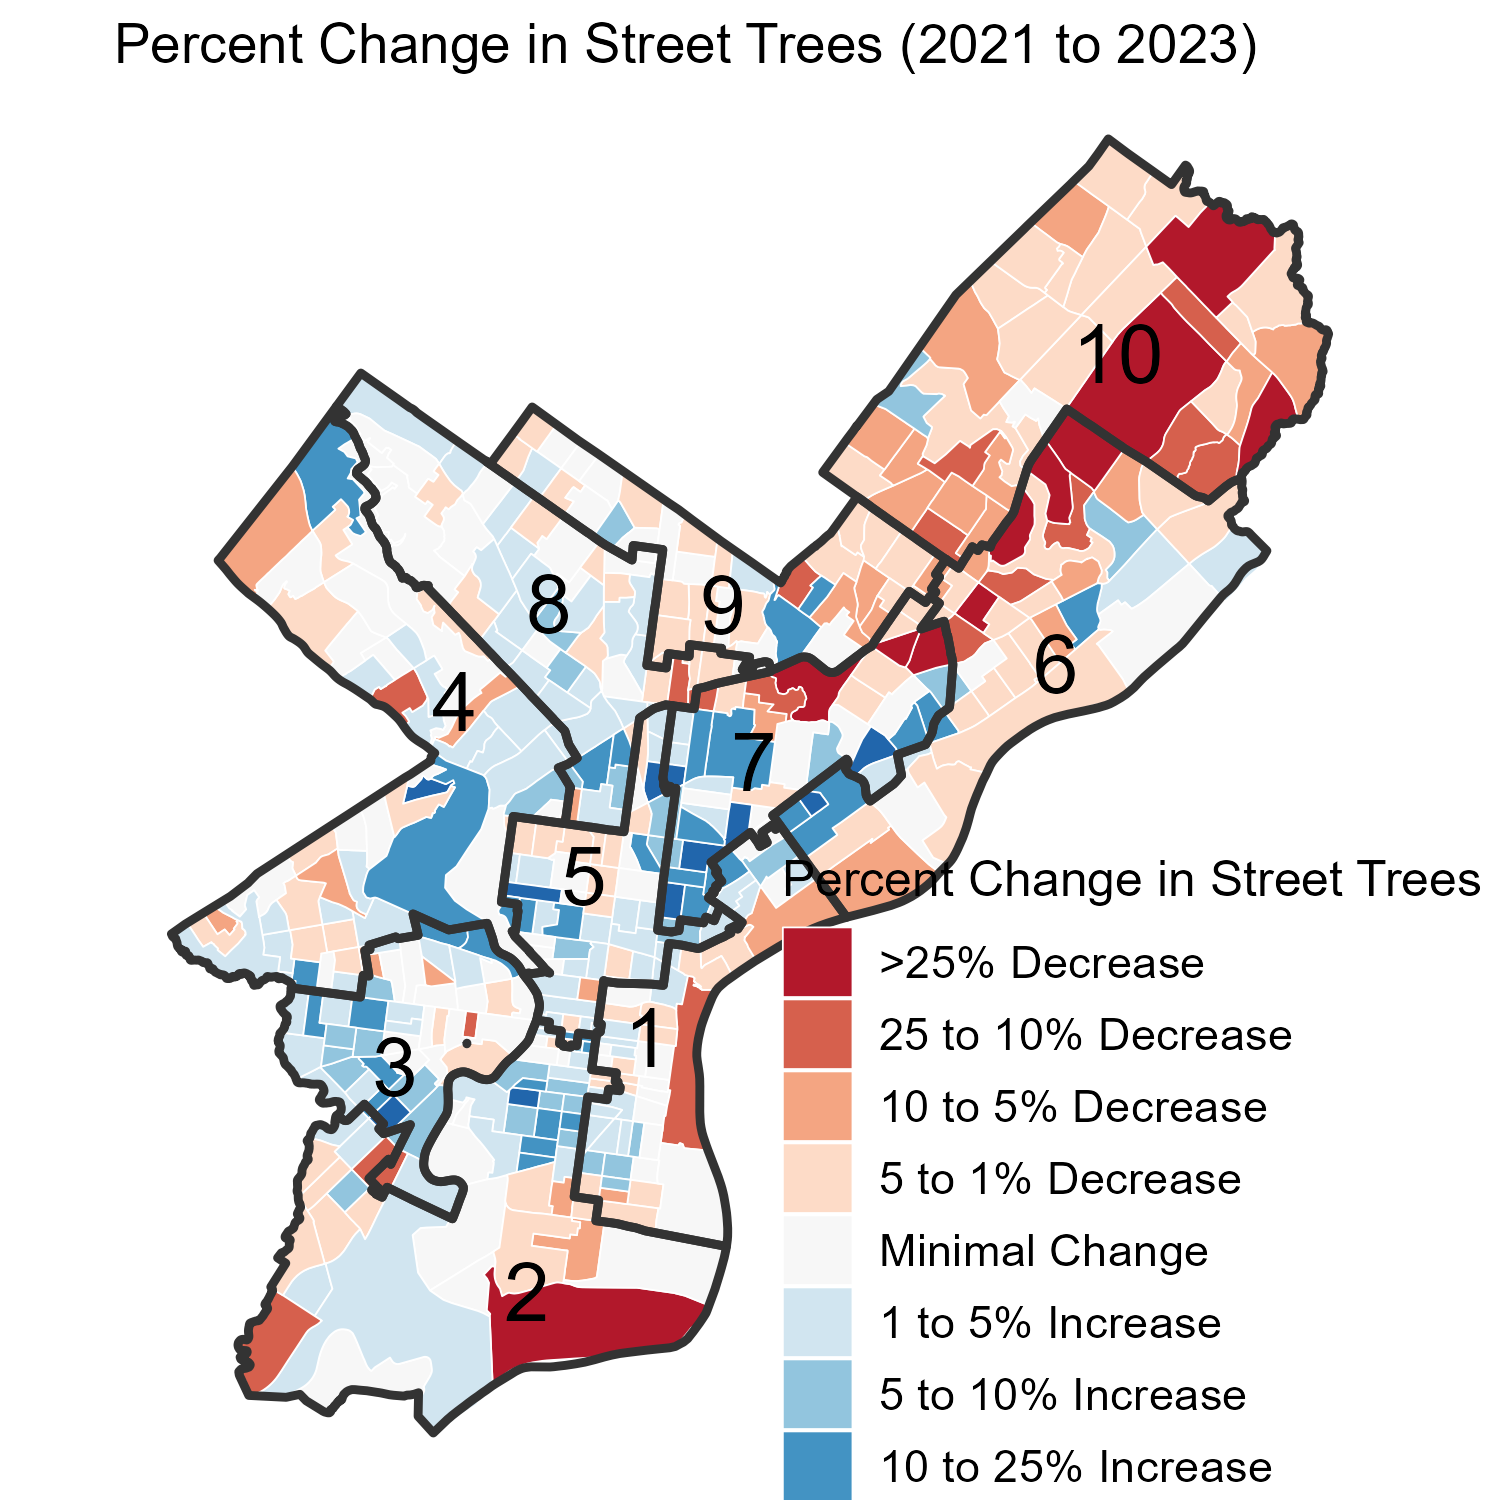 Percent Change in Street Trees (2021 to 2023)
10
8
9
6
4
7
5
1
3
2
Percent Change in Street Trees
>25% Decrease
25 to 10% Decrease
10 to 5% Decrease
5 to 1% Decrease
Minimal Change
1 to 5% Increase
5 to 10% Increase
10 to 25% Increase